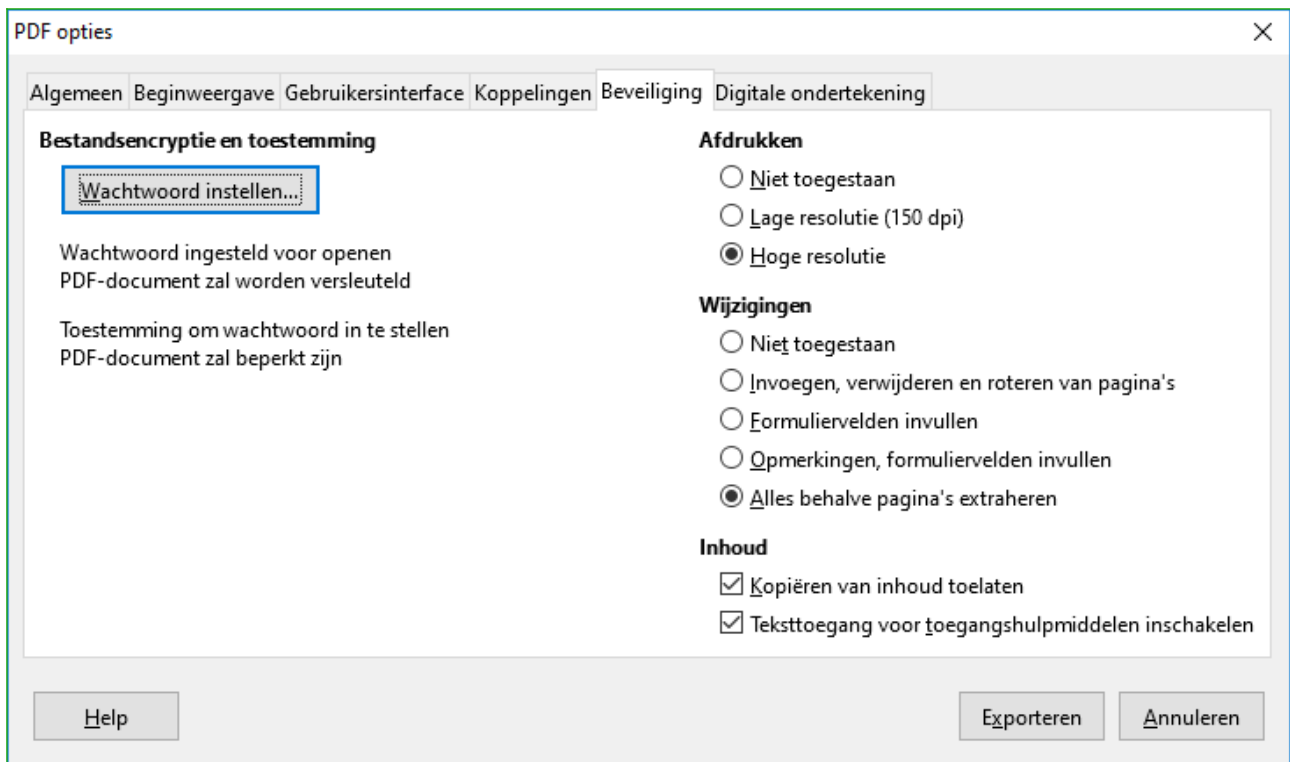 PDF opties
Algemeen Beginweergave Gebruikersinterface Koppelingen Beveiliging Digitale ondertekening
Bestandsencryptie en toestemming
Wachtwoord instellen...
Wachtwoord ingesteld voor openen
PDF-document zal worden versleuteld
Toestemming om wachtwoord in te stellen
PDF-document zal beperkt zijn
Afdrukken
Niet toegestaan
Lage resolutie (150 dpi)
Hoge resolutie
Wijzigingen
Niet toegestaan
Invoegen, verwijderen en roteren van pagina's
Formuliervelden invullen
Opmerkingen, formuliervelden invullen
Alles behalve pagina's extraheren
Inhoud
Kopiëren van inhoud toelaten
Teksttoegang voor toegangshulpmiddelen inschakelen
Help
Exporteren
Annuleren